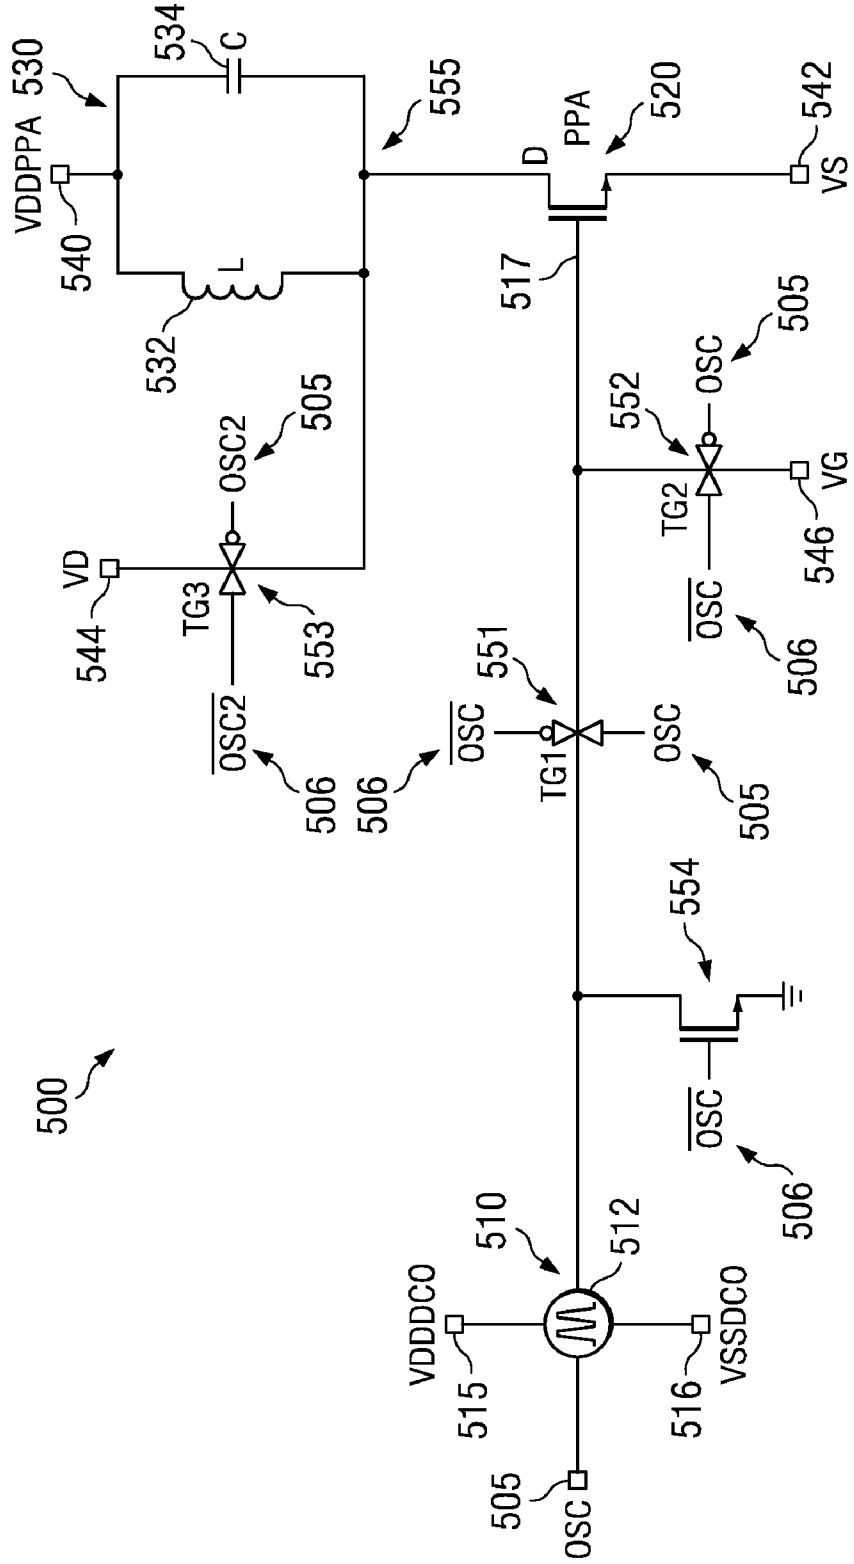 500
VDDPPA
530
540
534
C
L
532
555
VD
544
TG3
OSC2
505
553
OSC2
506
D
PPA
520
517
542
VS
OSC
506
551
TG1
OSC
505
552
TG2
OSC
505
OSC
506
546
VG
554
OSC
506
510
512
VDDDCO
515
516
VSSDCO
505
OSC